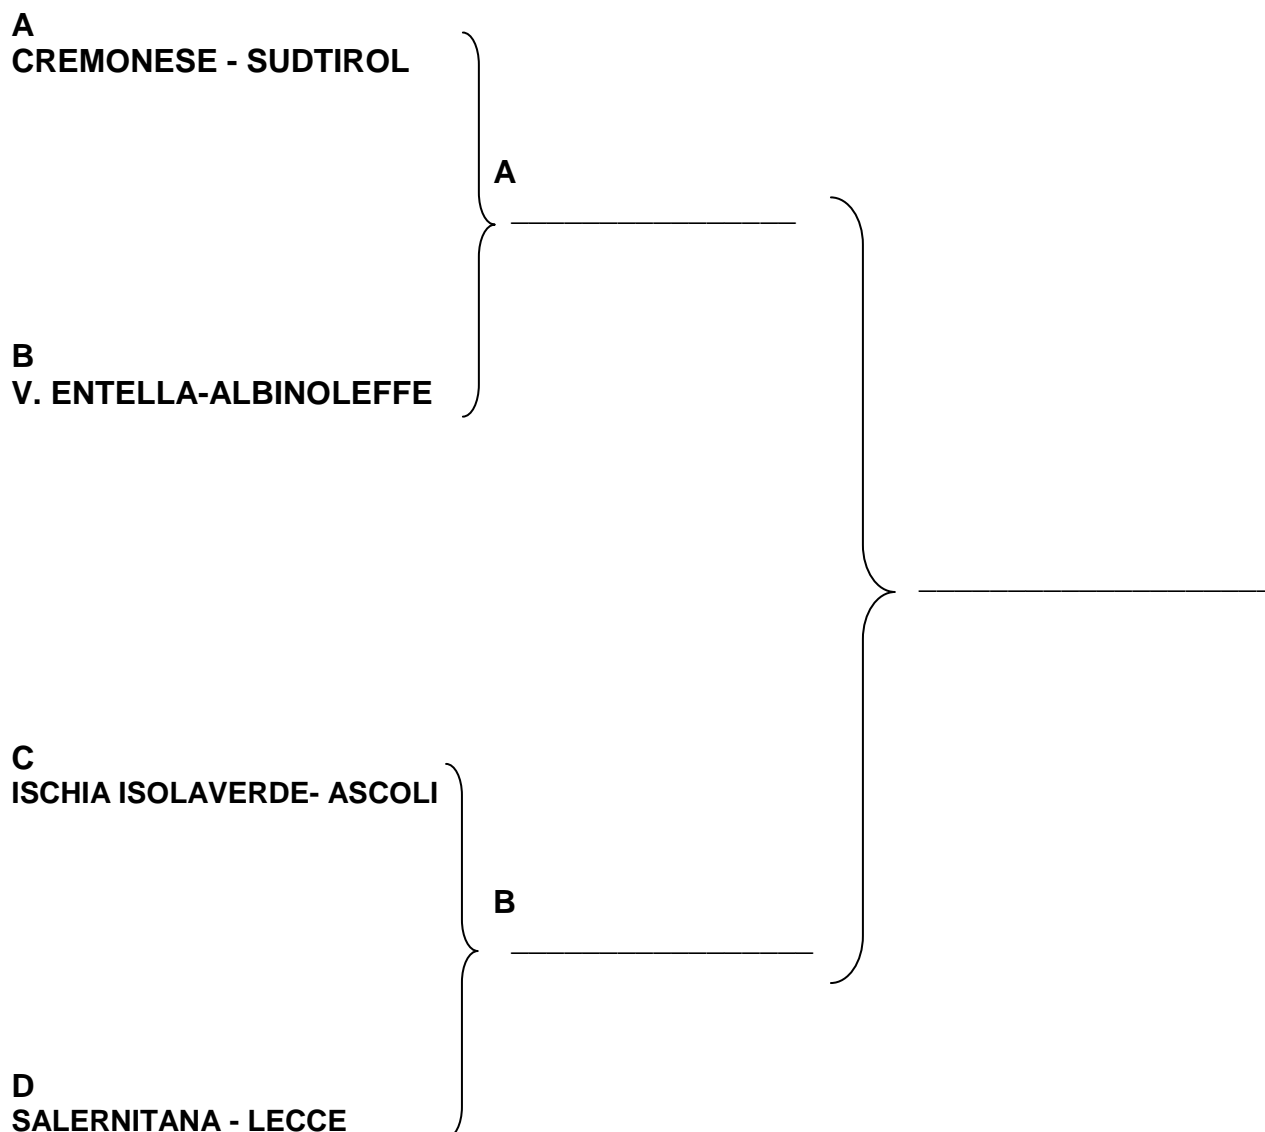 A
CREMONESE - SUDTIROL
A
B
V. ENTELLA-ALBINOLEFFE
C
ISCHIA ISOLAVERDE- ASCOLI
B
D
SALERNITANA - LECCE